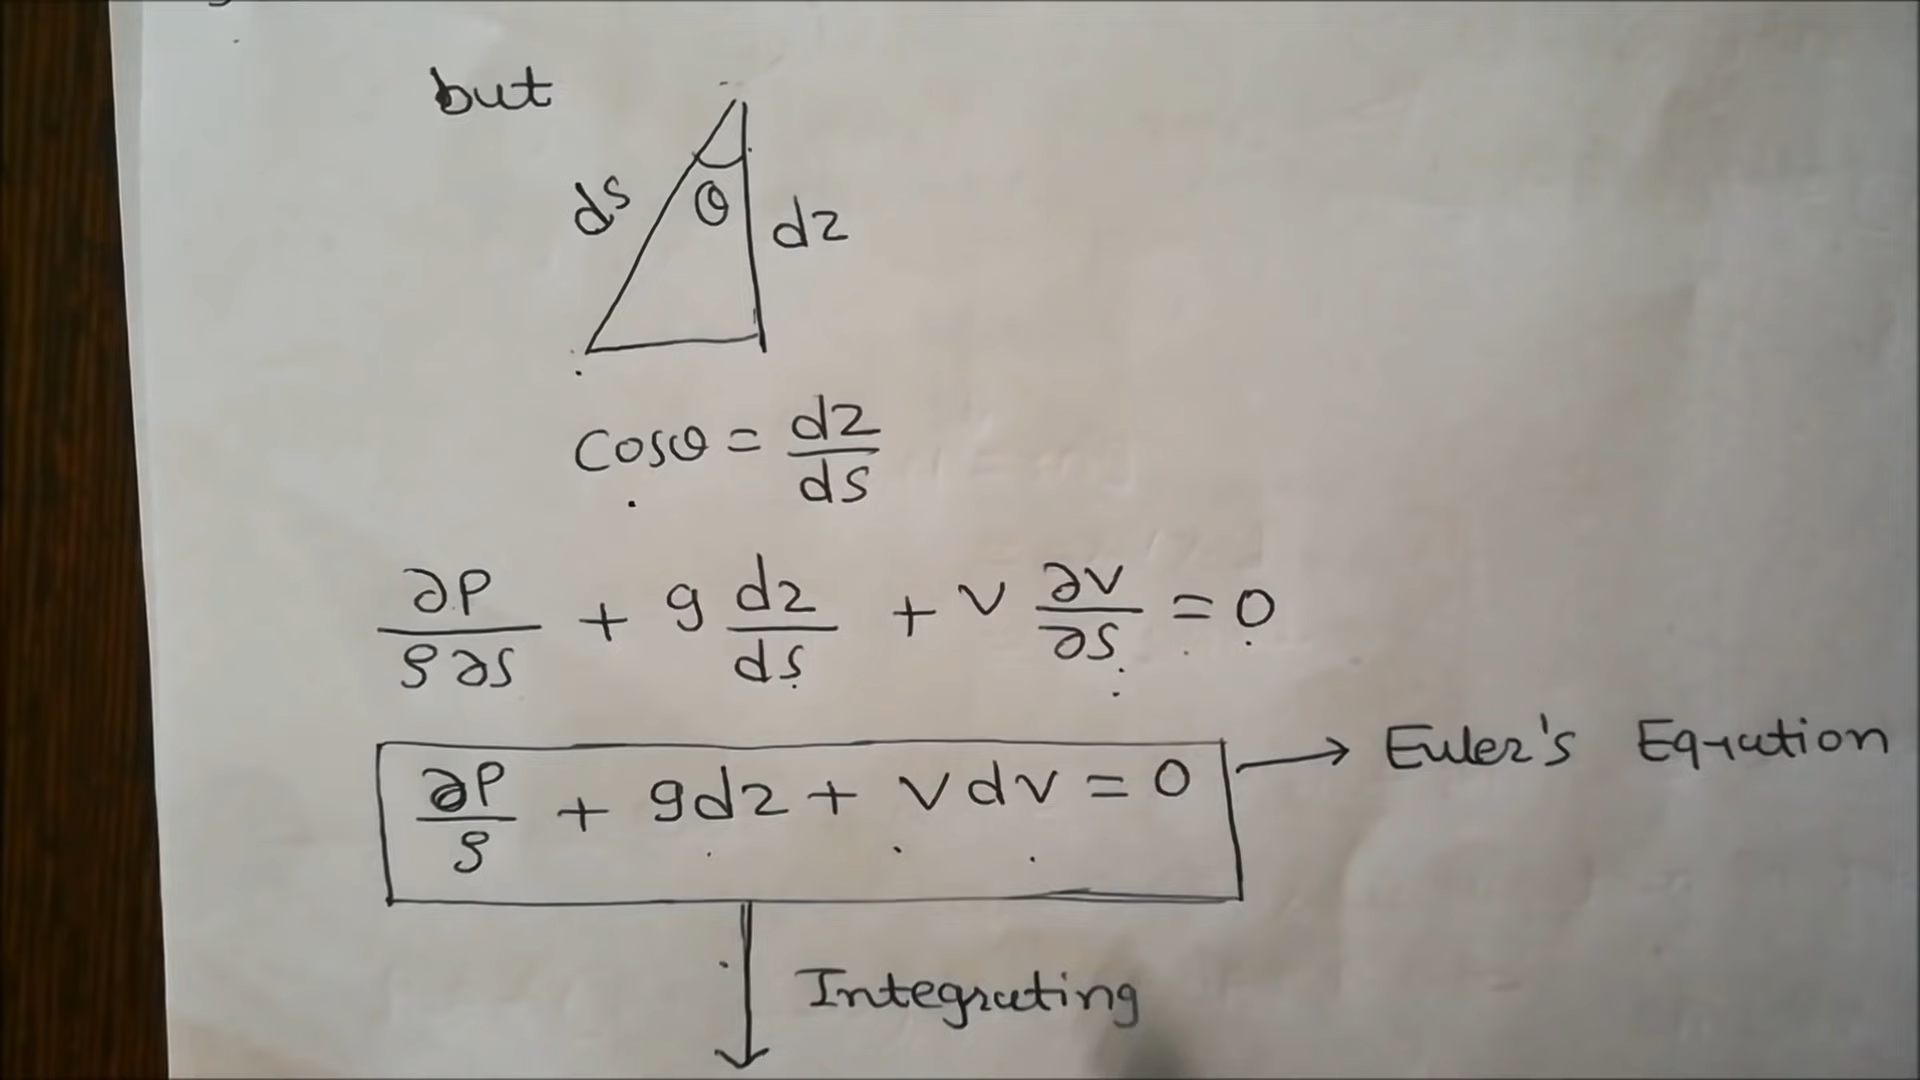 but
ds
θ
dz
cosθ = dz/ds
∂P/ρ∂s + g dz/ds + v ∂v/∂s = 0
∂P/ρ + gdz + vdv = 0 → Euler's Equation
Integrating